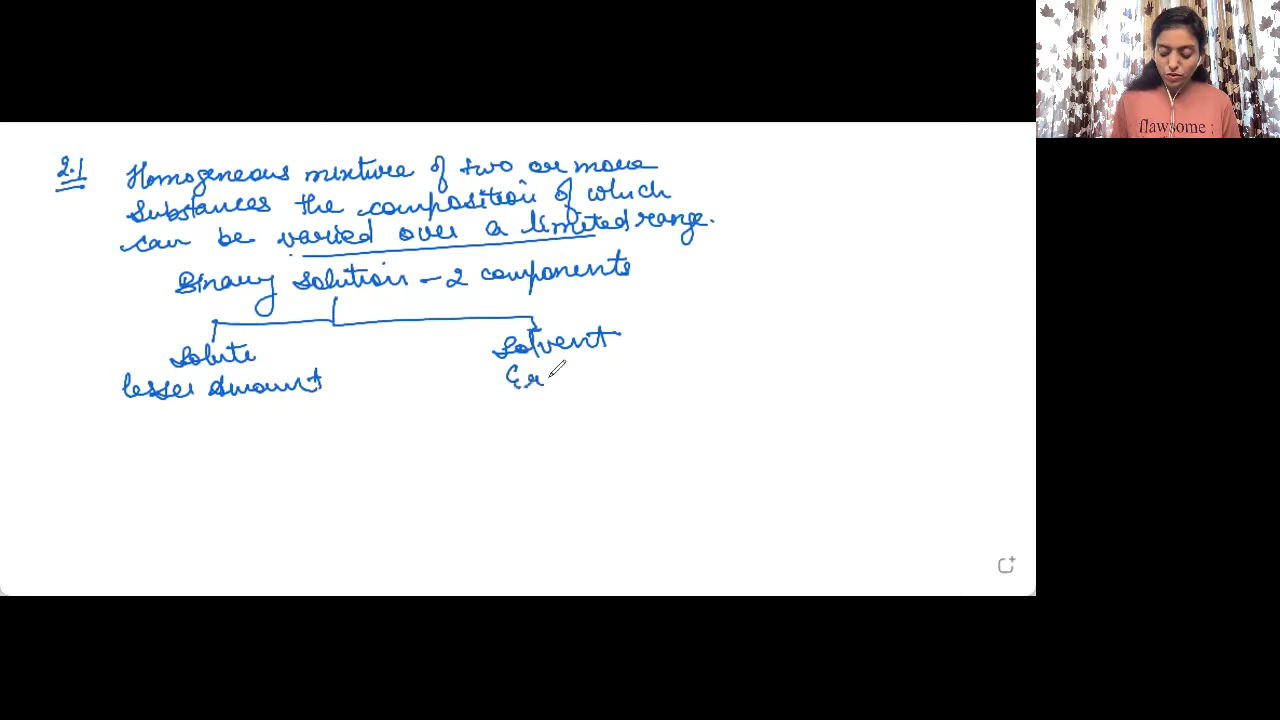 2.1 Homogeneous mixture of two or more
substances the composition of which
can be varied over a limited range.
Binary solution - 2 components
Solute Solvent
lesser amount
flawsome ;